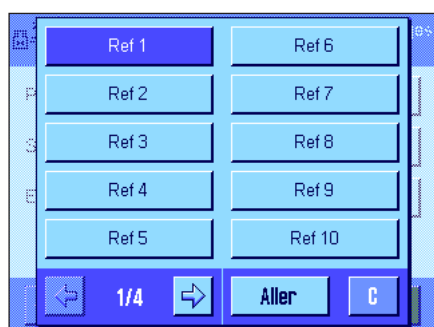 Ref 1
Ref 6
Ref 2
Ref 7
Ref 3
Ref 8
Ref 4
Ref 9
Ref 5
Ref 10
1/4
Aller
C